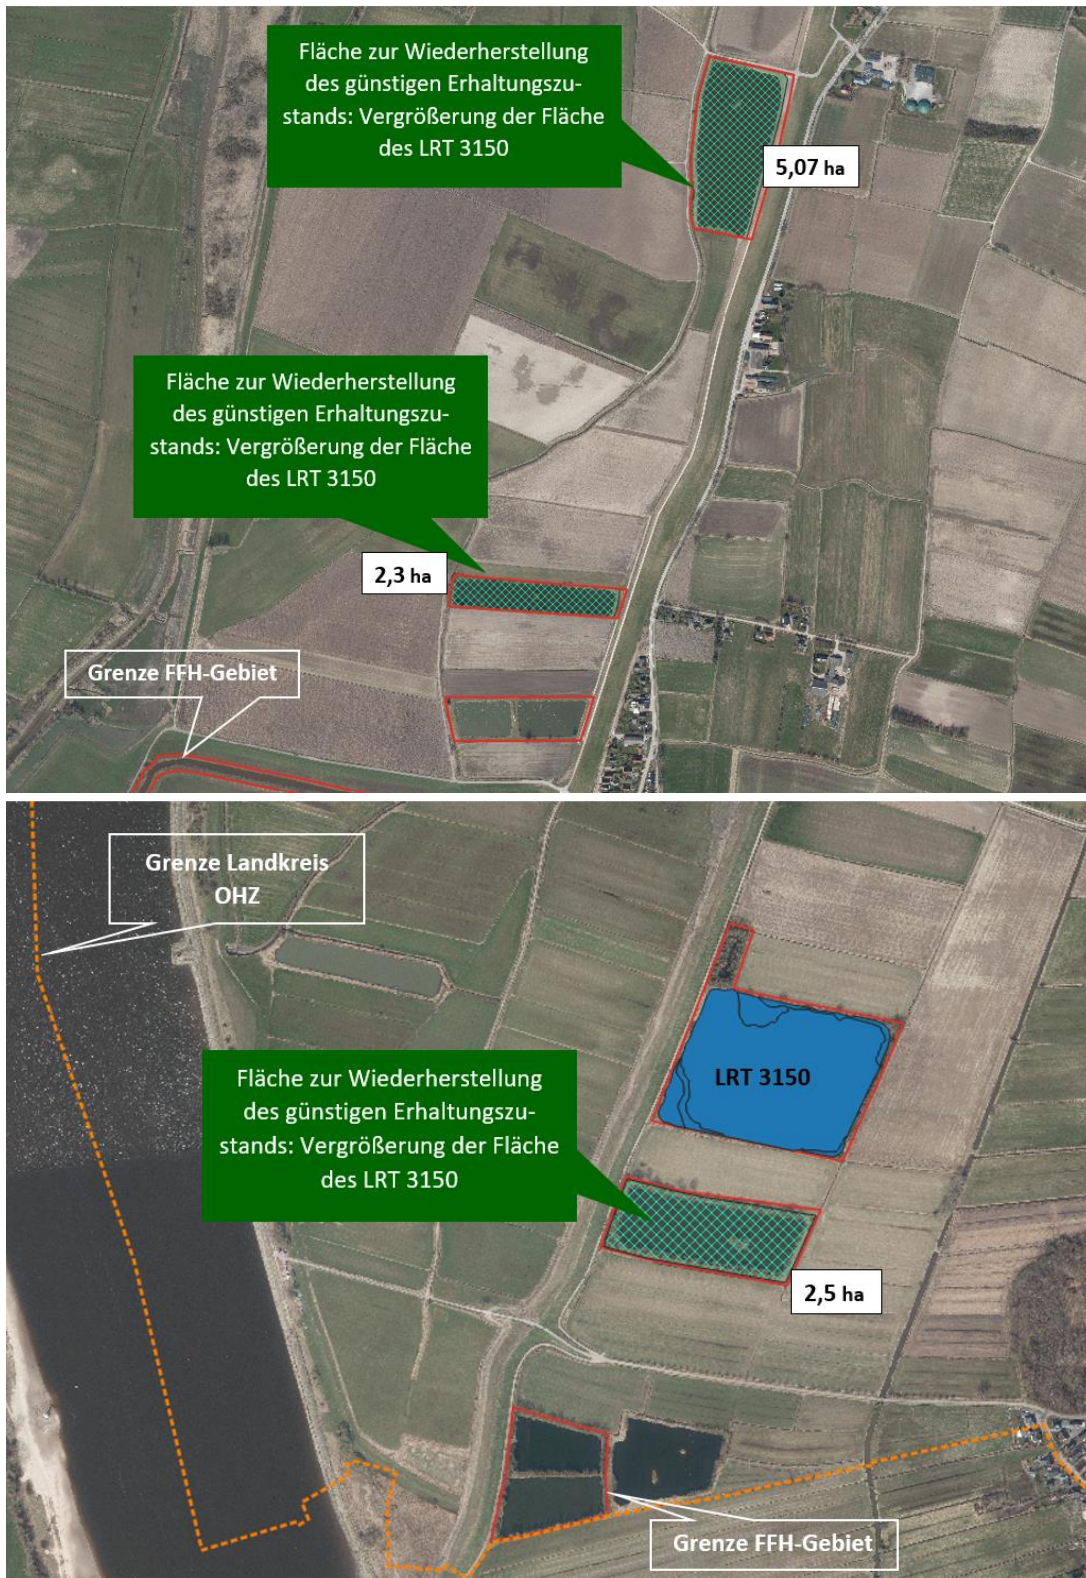 Fläche zur Wiederherstellung
des günstigen Erhaltungszu-
stands: Vergrößerung der Fläche
des LRT 3150
5,07 ha
Fläche zur Wiederherstellung
des günstigen Erhaltungszu-
stands: Vergrößerung der Fläche
des LRT 3150
2,3 ha
Grenze FFH-Gebiet
Grenze Landkreis
OHZ
LRT 3150
Fläche zur Wiederherstellung
des günstigen Erhaltungszu-
stands: Vergrößerung der Fläche
des LRT 3150
2,5 ha
Grenze FFH-Gebiet